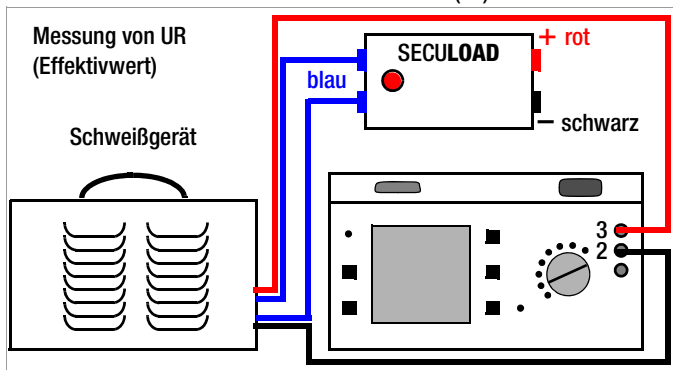 Messung von UR
(Effektivwert)
SECULOAD
+ rot
blau
– schwarz
Schweißgerät
3
2